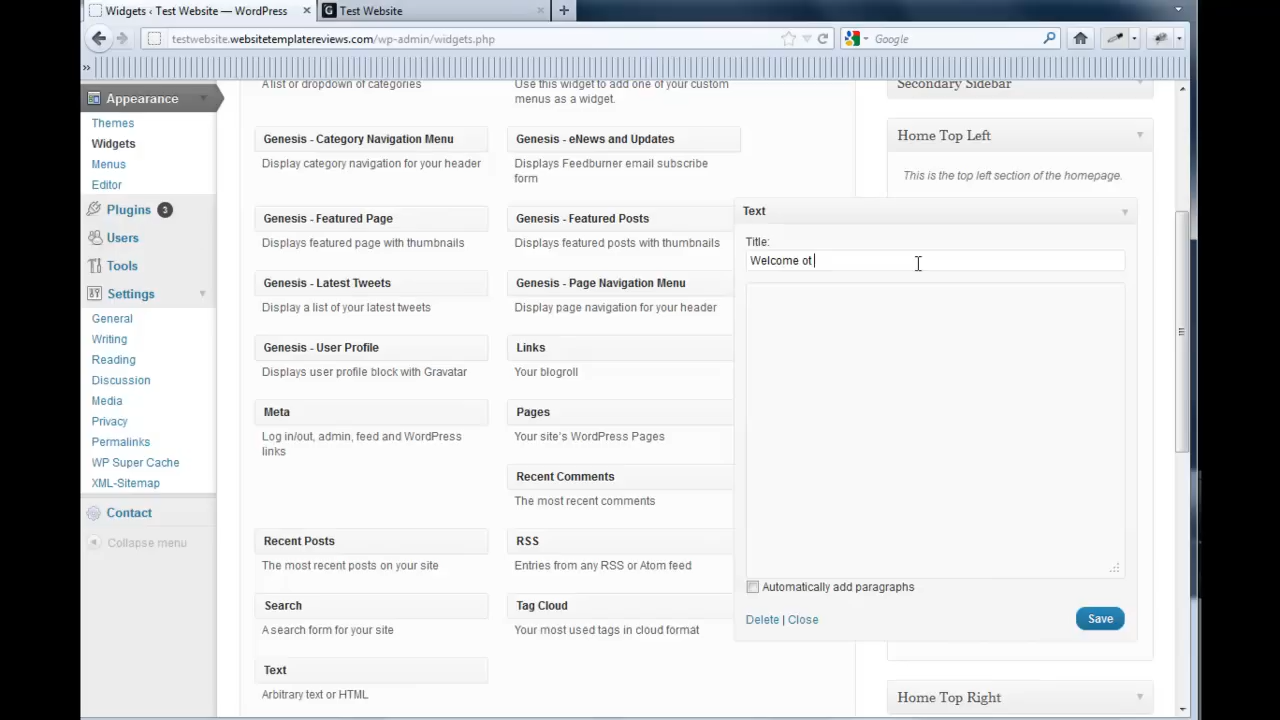 Widgets ‹ Test Website — WordPress
Test Website
testwebsite.websitetemplatereviews.com/wp-admin/widgets.php
Google
Appearance
Themes
Widgets
Menus
Editor
Plugins 3
Users
Tools
Settings
General
Writing
Reading
Discussion
Media
Privacy
Permalinks
WP Super Cache
XML-Sitemap
Contact
Collapse menu
A list or dropdown of categories
Use this widget to add one of your custom
menus as a widget.
Genesis - Category Navigation Menu
Display category navigation for your header
Genesis - eNews and Updates
Displays Feedburner email subscribe
form
Genesis - Featured Page
Displays featured page with thumbnails
Genesis - Featured Posts
Displays featured posts with thumbnails
Genesis - Latest Tweets
Display a list of your latest tweets
Genesis - Page Navigation Menu
Display page navigation for your header
Genesis - User Profile
Displays user profile block with Gravatar
Links
Your blogroll
Meta
Log in/out, admin, feed and WordPress
links
Pages
Your site's WordPress Pages
Recent Comments
The most recent comments
Recent Posts
The most recent posts on your site
RSS
Entries from any RSS or Atom feed
Search
A search form for your site
Tag Cloud
Your most used tags in cloud format
Text
Arbitrary text or HTML
Secondary Sidebar
Home Top Left
This is the top left section of the homepage.
Text
Title:
Welcome ot
Automatically add paragraphs
Delete | Close
Save
Home Top Right